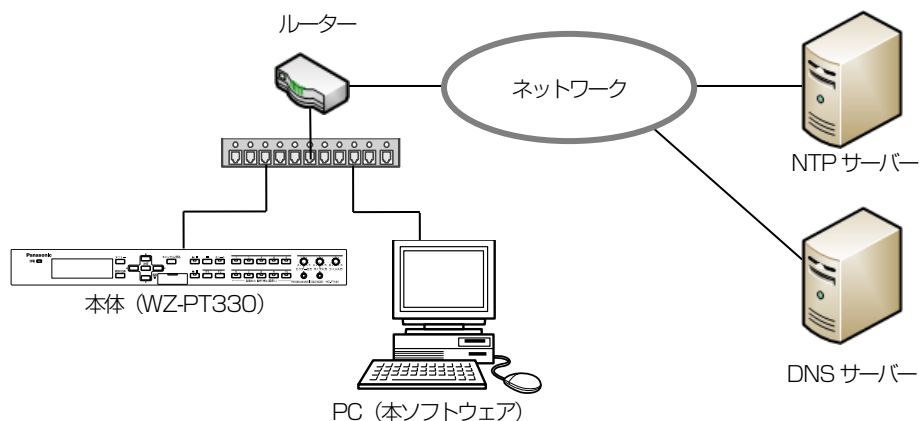 ルーター
ネットワーク
NTP サーバー
Panasonic
本体（WZ-PT330）
DNS サーバー
PC（本ソフトウェア）